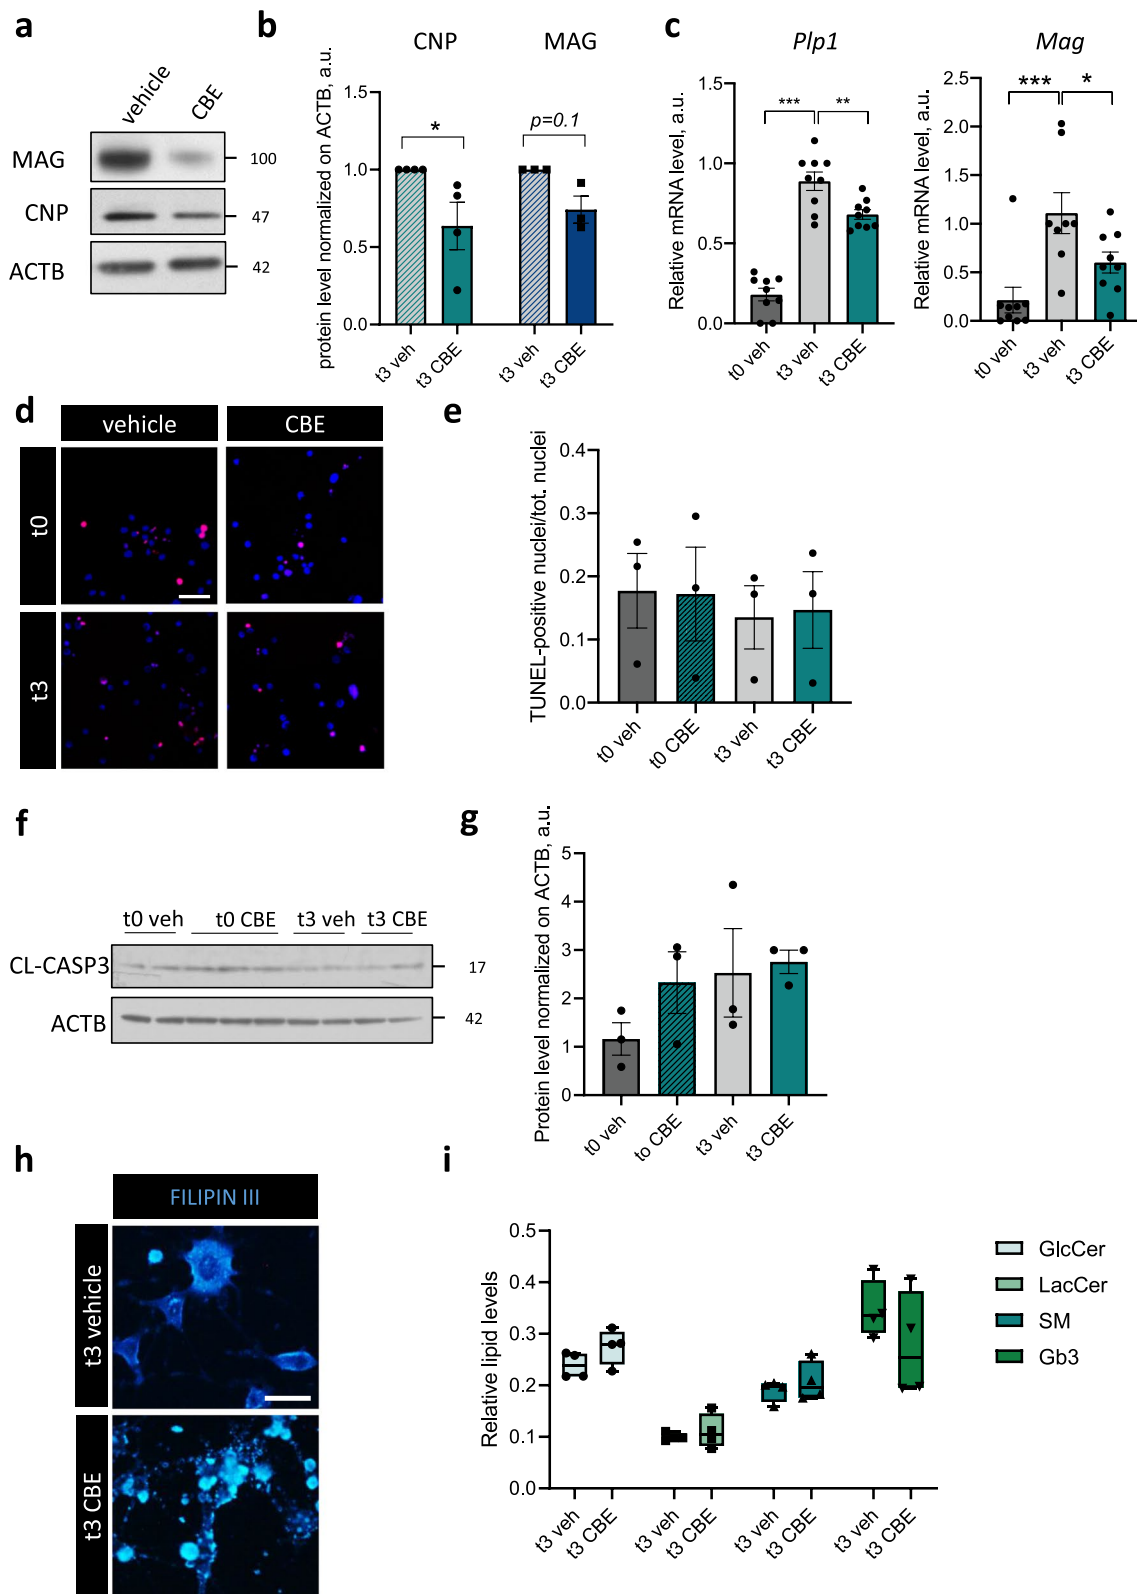 a
vehicle
CBE
MAG
100
CNP
47
ACTB
42
b
CNP
MAG
protein level normalized on ACTB, a.u.
1.5
1.0
0.5
0.0
*
p=0.1
t3 veh
t3 CBE
t3 veh
t3 CBE
c
Plp1
Relative mRNA level, a.u.
1.5
1.0
0.5
0.0
***
**
t0 veh
t3 veh
t3 CBE
Mag
Relative mRNA level, a.u.
2.5
2.0
1.5
1.0
0.5
0.0
***
*
t0 veh
t3 veh
t3 CBE
d
vehicle
CBE
t0
t3
e
TUNEL-positive nuclei/tot. nuclei
0.4
0.3
0.2
0.1
0.0
t0 veh
t0 CBE
t3 veh
t3 CBE
f
t0 veh
t0 CBE
t3 veh
t3 CBE
CL-CASP3
17
ACTB
42
g
Protein level normalized on ACTB, a.u.
5
4
3
2
1
0
t0 veh
to CBE
t3 veh
t3 CBE
h
FILIPIN III
t3 vehicle
t3 CBE
i
Relative lipid levels
0.5
0.4
0.3
0.2
0.1
0.0
t3 veh
t3 CBE
t3 veh
t3 CBE
t3 veh
t3 CBE
t3 veh
t3 CBE
GlcCer
LacCer
SM
Gb3